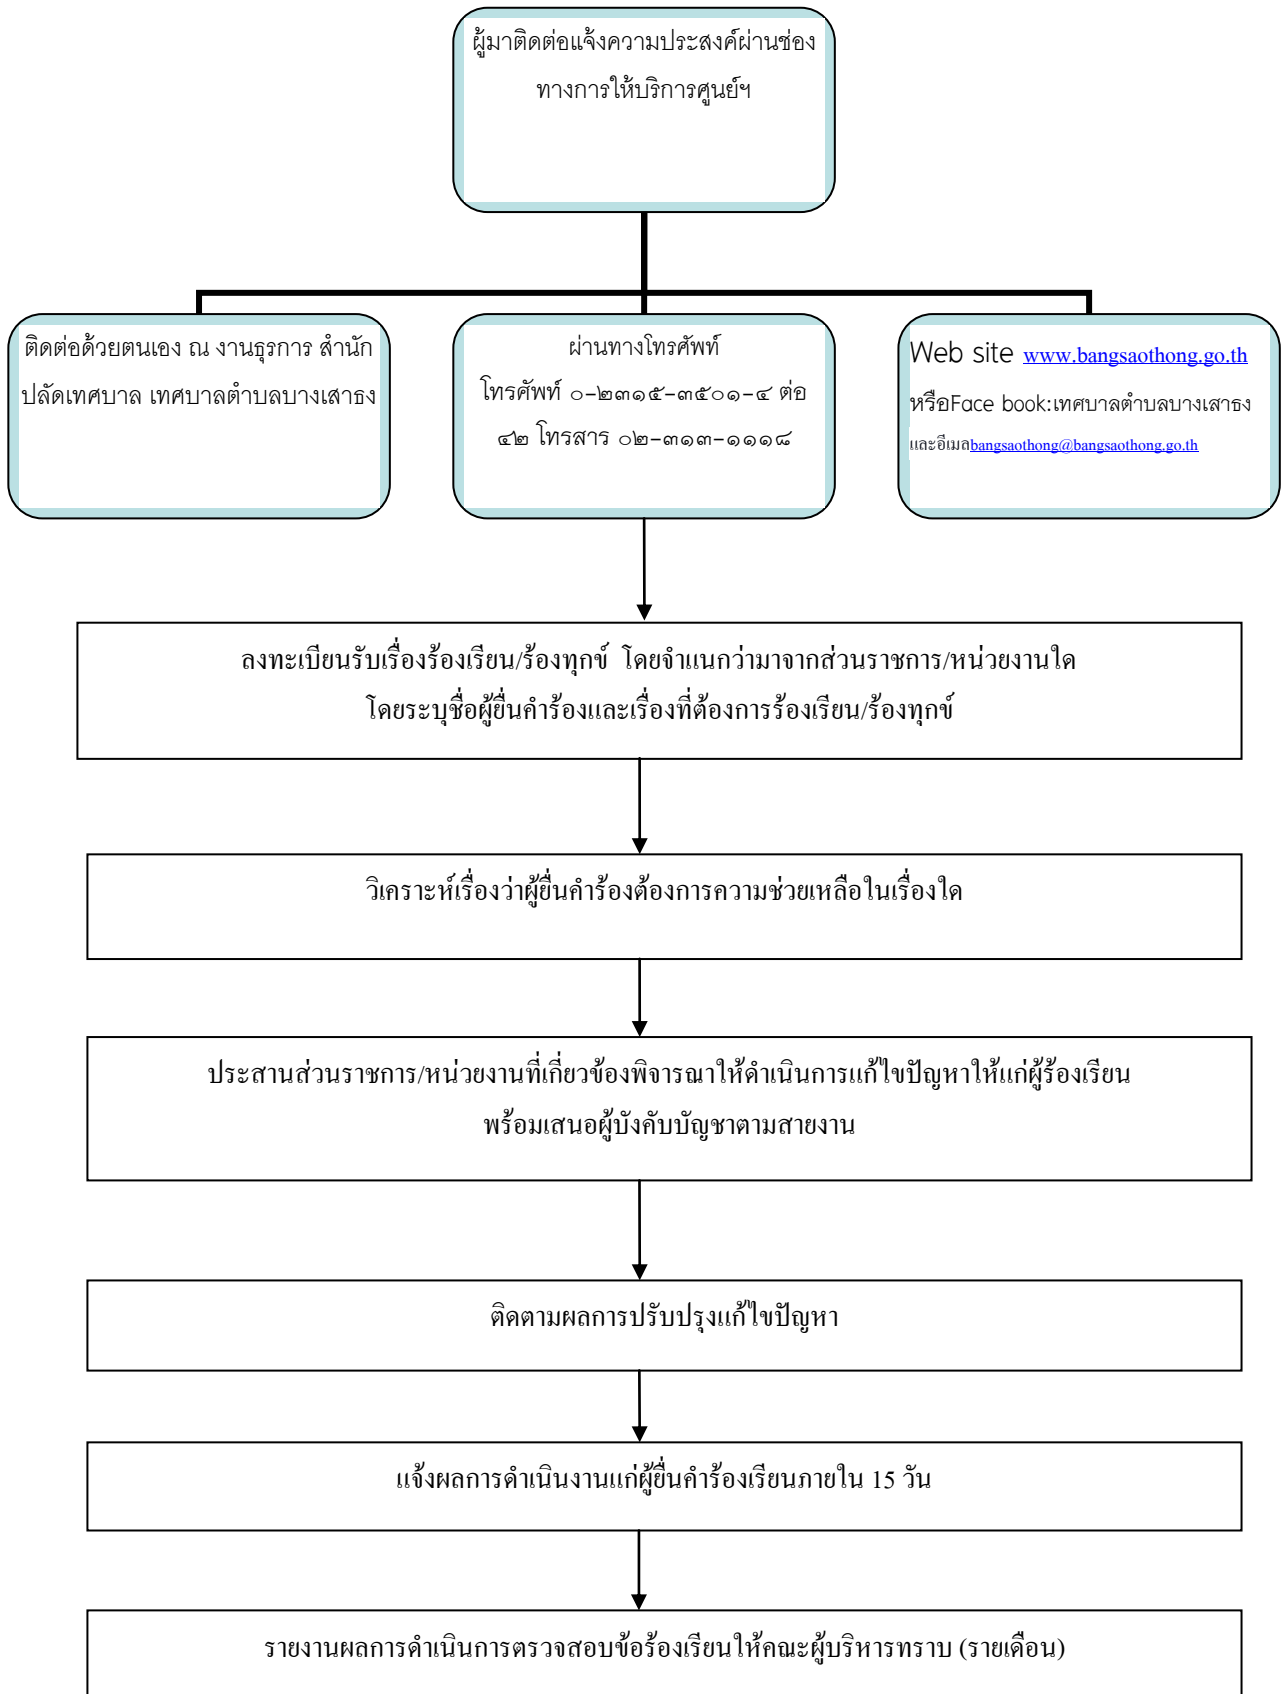 ผู้มาติดต่อแจ้งความประสงค์ผ่านช่อง
ทางการให้บริการศูนย์ฯ
ติดต่อด้วยตนเอง ณ งานธุรการ สำนัก
ปลัดเทศบาล เทศบาลตำบลบางเสาธง
ผ่านทางโทรศัพท์
โทรศัพท์ ๐-๒๓๑๕-๓๕๐๑-๔ ต่อ
๔๒ โทรสาร ๐๒-๓๑๓-๑๑๑๘
Web site www.bangsaothong.go.th
หรือFace book:เทศบาลตำบลบางเสาธง
และอีเมลbangsaothong@bangsaothong.go.th
ลงทะเบียนรับเรื่องร้องเรียน/ร้องทุกข์ โดยจำแนกว่ามาจากส่วนราชการ/หน่วยงานใด
โดยระบุชื่อผู้ยื่นคำร้องและเรื่องที่ต้องการร้องเรียน/ร้องทุกข์
วิเคราะห์เรื่องว่าผู้ยื่นคำร้องต้องการความช่วยเหลือในเรื่องใด
ประสานส่วนราชการ/หน่วยงานที่เกี่ยวข้องพิจารณาให้ดำเนินการแก้ไขปัญหาให้แก่ผู้ร้องเรียน
พร้อมเสนอผู้บังคับบัญชาตามสายงาน
ติดตามผลการปรับปรุงแก้ไขปัญหา
แจ้งผลการดำเนินงานแก่ผู้ยื่นคำร้องเรียนภายใน 15 วัน
รายงานผลการดำเนินการตรวจสอบข้อร้องเรียนให้คณะผู้บริหารทราบ (รายเดือน)